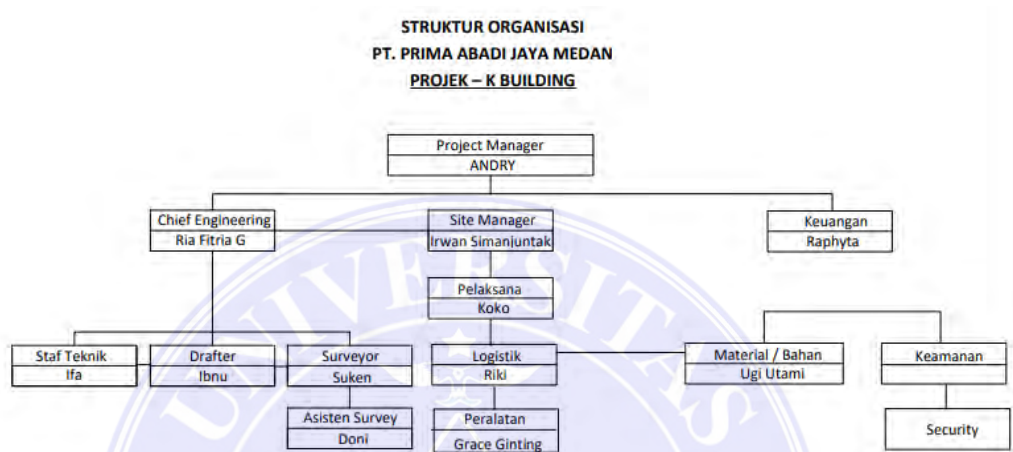 STRUKTUR ORGANISASI
PT. PRIMA ABADI JAYA MEDAN
PROJEK – K BUILDING
Project Manager
ANDRY
Chief Engineering
Ria Fitria G
Site Manager
Irwan Simanjuntak
Keuangan
Raphyta
Pelaksana
Koko
Staf Teknik
Ifa
Drafter
Ibnu
Surveyor
Suken
Logistik
Riki
Material / Bahan
Ugi Utami
Keamanan
Asisten Survey
Doni
Peralatan
Grace Ginting
Security
UNIVERSITAS